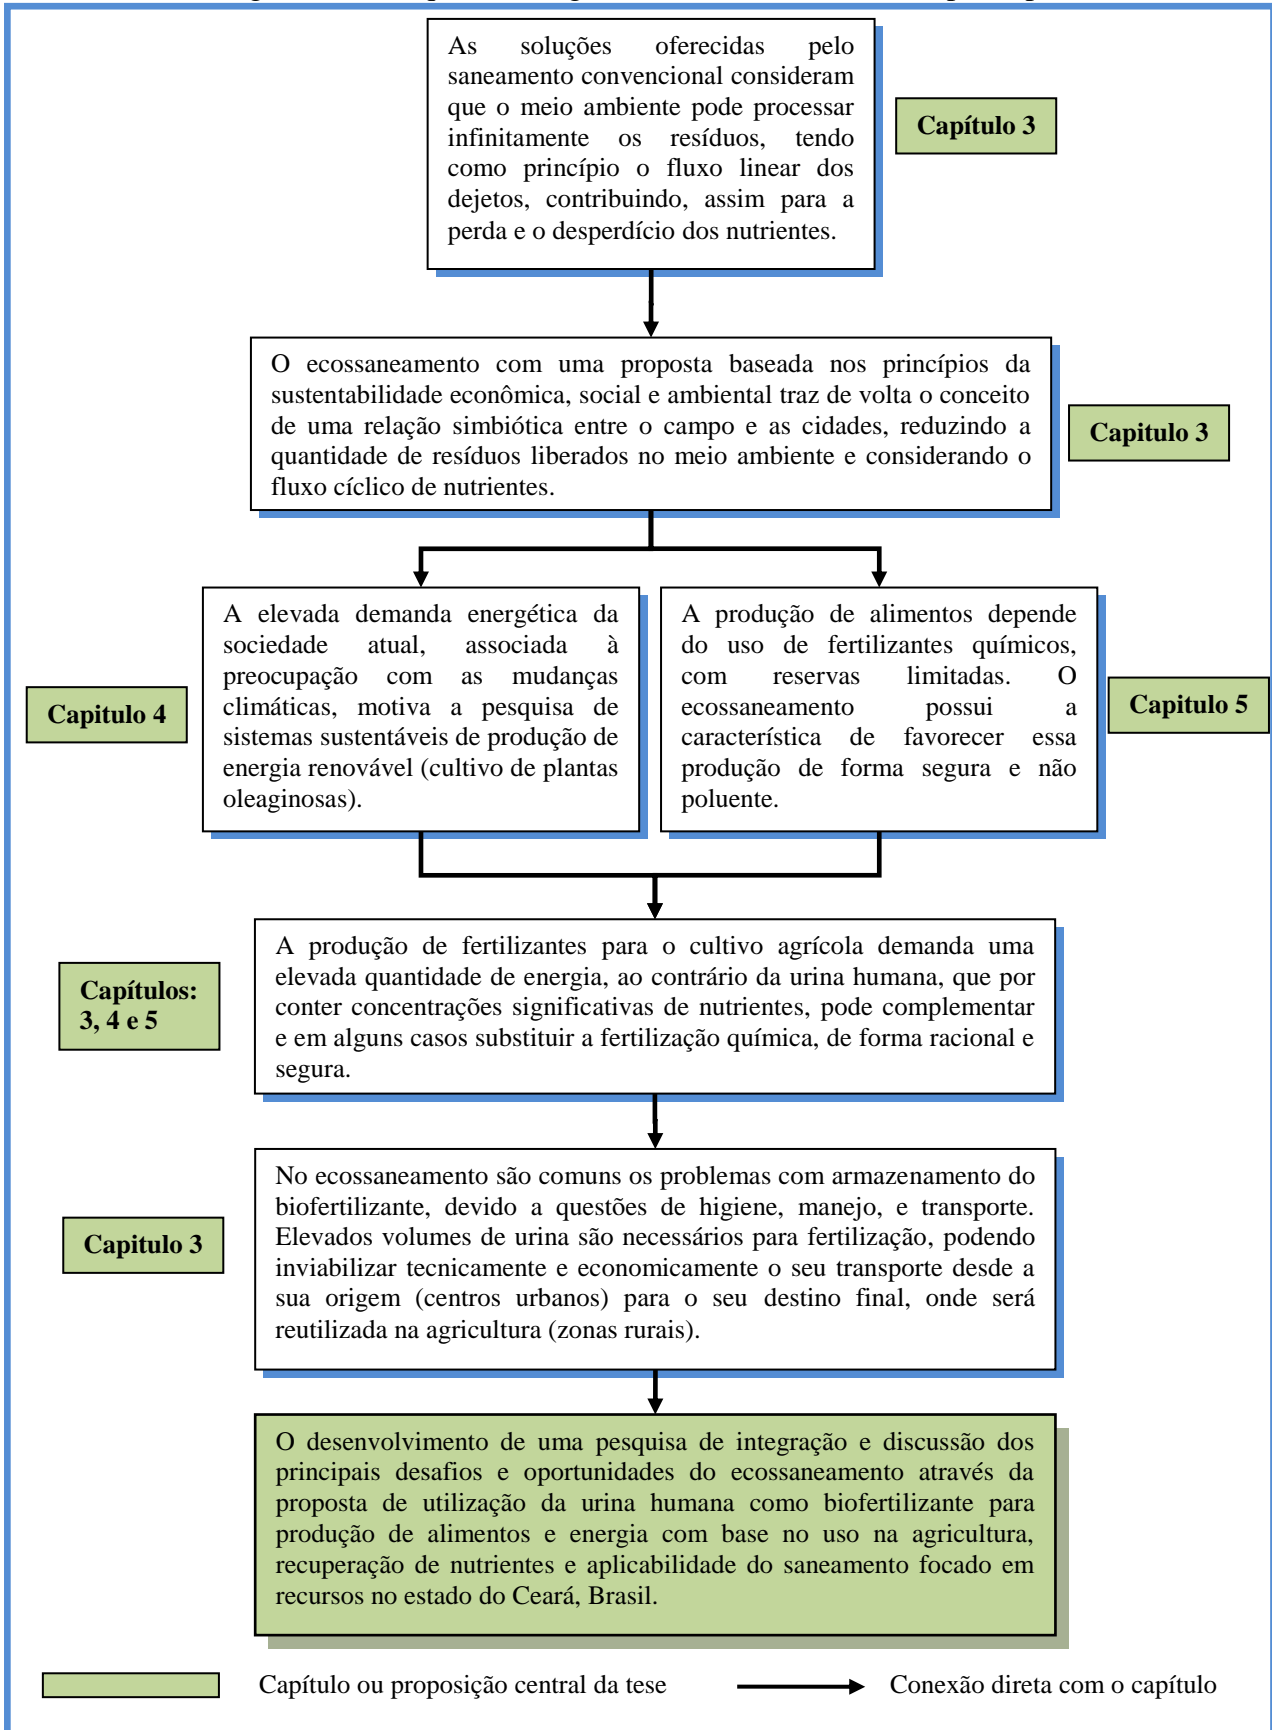 As soluções oferecidas pelo
saneamento convencional consideram
que o meio ambiente pode processar
infinitamente os resíduos, tendo
como princípio o fluxo linear dos
dejetos, contribuindo, assim para a
perda e o desperdício dos nutrientes.
Capítulo 3
O ecossaneamento com uma proposta baseada nos princípios da
sustentabilidade econômica, social e ambiental traz de volta o conceito
de uma relação simbiótica entre o campo e as cidades, reduzindo a
quantidade de resíduos liberados no meio ambiente e considerando o
fluxo cíclico de nutrientes.
Capitulo 3
A elevada demanda energética da
sociedade atual, associada à
preocupação com as mudanças
climáticas, motiva a pesquisa de
sistemas sustentáveis de produção de
energia renovável (cultivo de plantas
oleaginosas).
Capitulo 4
A produção de alimentos depende
do uso de fertilizantes químicos,
com reservas limitadas. O
ecossaneamento possui a
característica de favorecer essa
produção de forma segura e não
poluente.
Capitulo 5
A produção de fertilizantes para o cultivo agrícola demanda uma
elevada quantidade de energia, ao contrário da urina humana, que por
conter concentrações significativas de nutrientes, pode complementar
e em alguns casos substituir a fertilização química, de forma racional e
segura.
Capítulos:
3, 4 e 5
No ecossaneamento são comuns os problemas com armazenamento do
biofertilizante, devido a questões de higiene, manejo, e transporte.
Elevados volumes de urina são necessários para fertilização, podendo
inviabilizar tecnicamente e economicamente o seu transporte desde a
sua origem (centros urbanos) para o seu destino final, onde será
reutilizada na agricultura (zonas rurais).
Capitulo 3
O desenvolvimento de uma pesquisa de integração e discussão dos
principais desafios e oportunidades do ecossaneamento através da
proposta de utilização da urina humana como biofertilizante para
produção de alimentos e energia com base no uso na agricultura,
recuperação de nutrientes e aplicabilidade do saneamento focado em
recursos no estado do Ceará, Brasil.
Capítulo ou proposição central da tese
Conexão direta com o capítulo